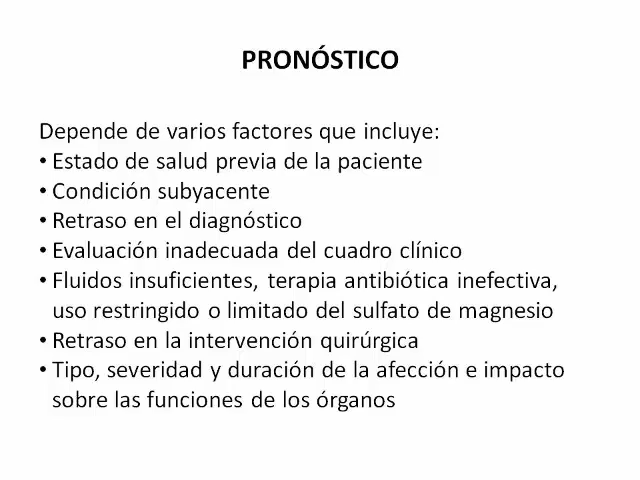 PRONÓSTICO
Depende de varios factores que incluye:
• Estado de salud previa de la paciente
• Condición subyacente
• Retraso en el diagnóstico
• Evaluación inadecuada del cuadro clínico
• Fluidos insuficientes, terapia antibiótica inefectiva,
uso restringido o limitado del sulfato de magnesio
• Retraso en la intervención quirúrgica
• Tipo, severidad y duración de la afección e impacto
sobre las funciones de los órganos